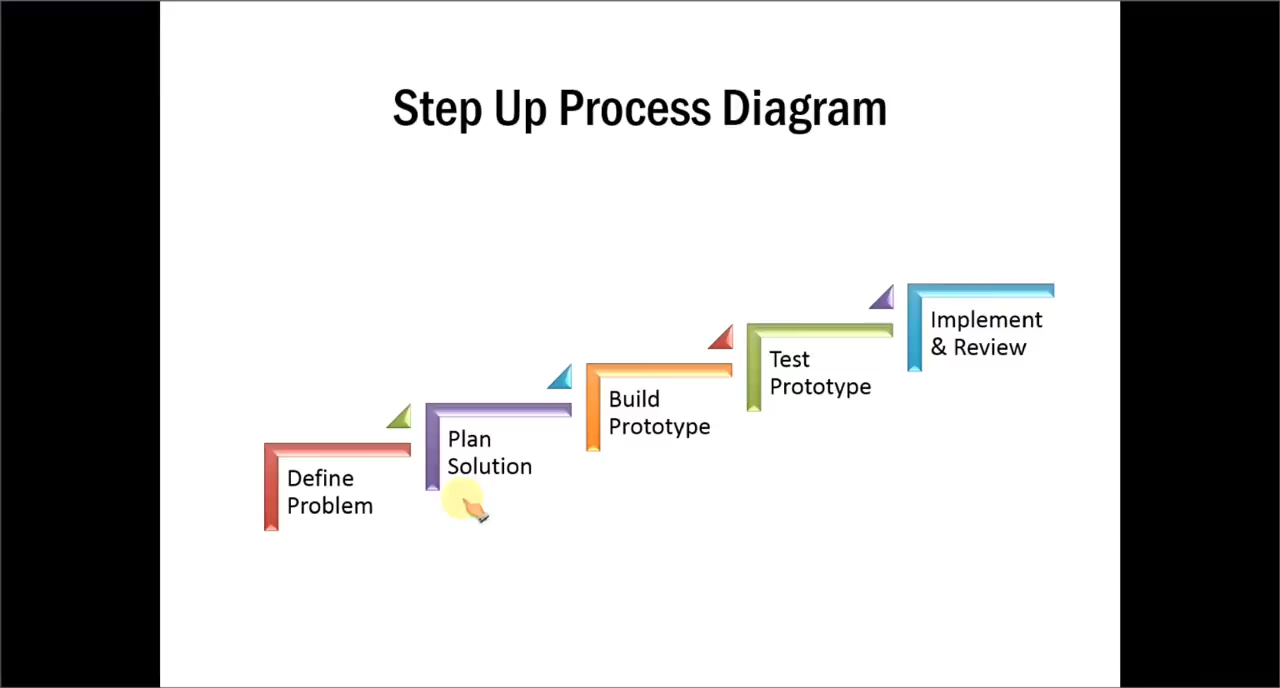 Step Up Process Diagram
Define
Problem
Plan
Solution
Build
Prototype
Test
Prototype
Implement
& Review